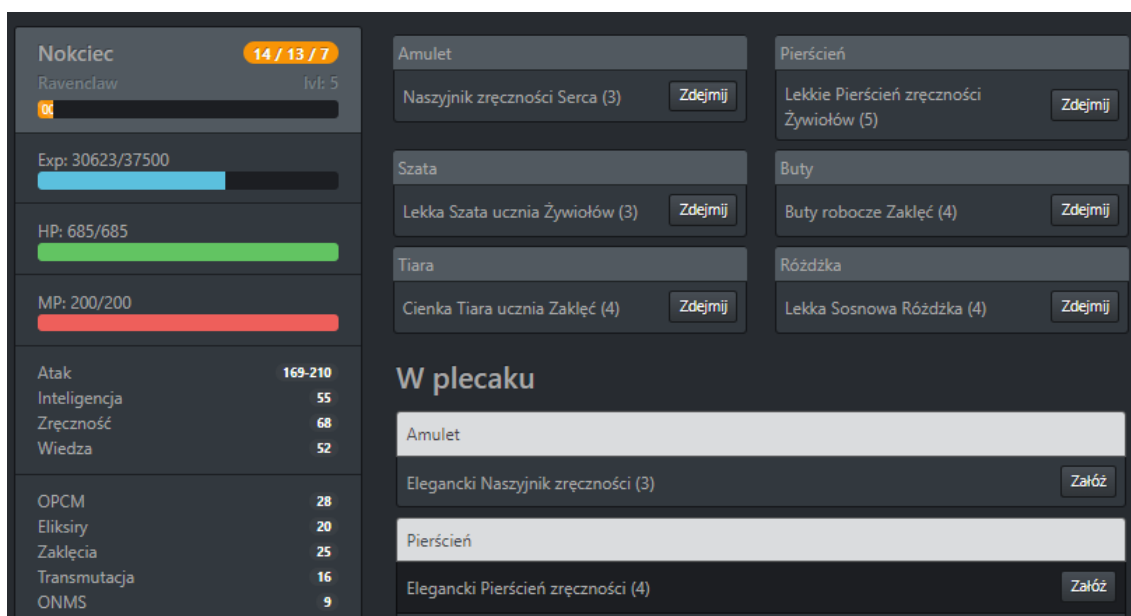 Nokciec 14 / 13 / 7
Ravenclaw lvl: 5
Exp: 30623/37500
HP: 685/685
MP: 200/200
Atak 169-210
Inteligencja 55
Zręczność 68
Wiedza 52
OPCM 28
Eliksiry 20
Zaklęcia 25
Transmutacja 16
ONMS 9
Amulet
Naszyjnik zręczności Serca (3) Zdejmij
Pierścień
Lekkie Pierścień zręczności
Żywiołów (5) Zdejmij
Szata
Lekka Szata ucznia Żywiołów (3) Zdejmij
Buty
Buty robocze Zaklęć (4) Zdejmij
Tiara
Cienka Tiara ucznia Zaklęć (4) Zdejmij
Różdżka
Lekka Sosnowa Różdżka (4) Zdejmij
W plecaku
Amulet
Elegancki Naszyjnik zręczności (3) Załóż
Pierścień
Elegancki Pierścień zręczności (4) Załóż